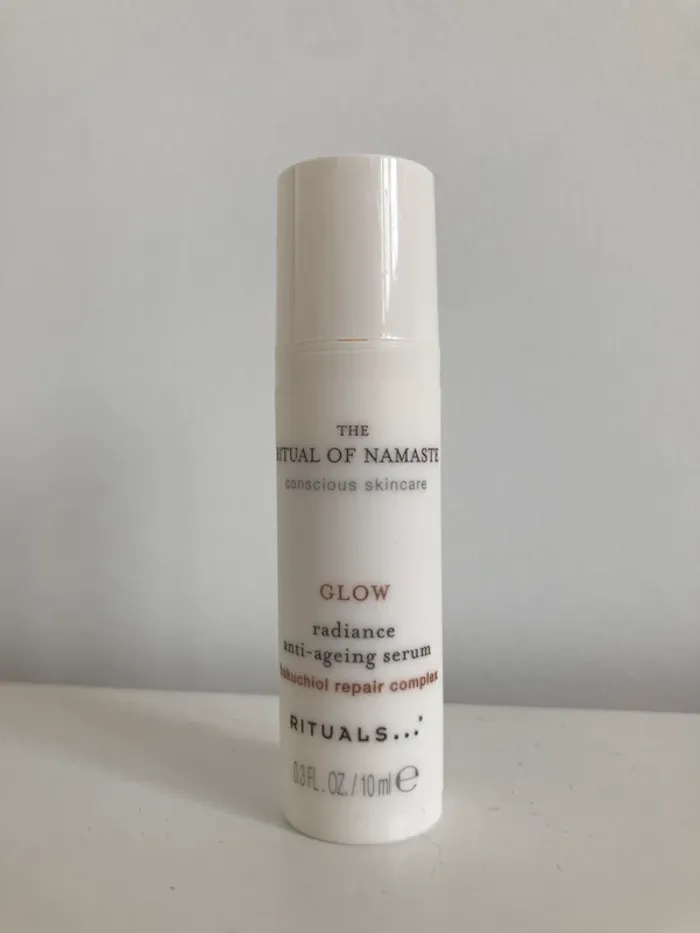 THE
RITUAL OF NAMASTE
conscious skincare
GLOW
radiance
anti-ageing serum
bakuchiol repair complex
RITUALS...*
0.3 FL. OZ. / 10 ml ℮